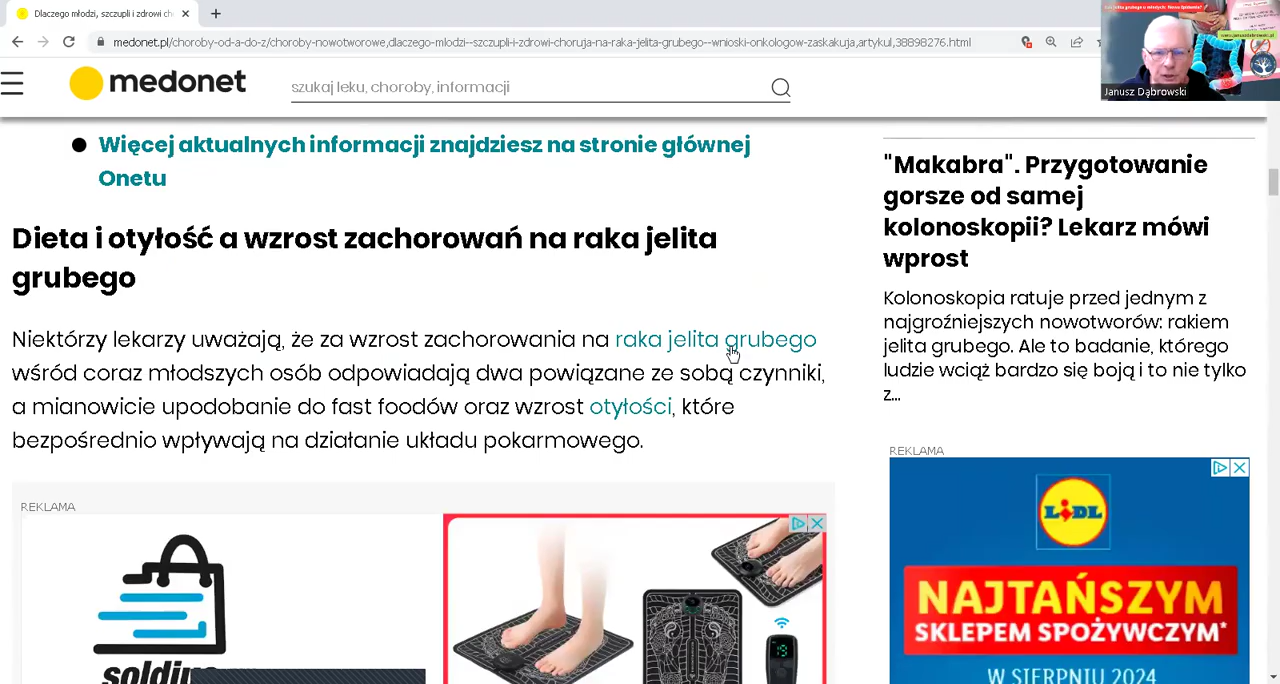 Dlaczego młodzi, szczupli i zdrowi cho
medonet.pl/choroby-od-a-do-z/choroby-nowotworowe,dlaczego-mlodzi--szczupli-i-zdrowi-choruja-na-raka-jelita-grubego--wnioski-onkologow-zaskakuja,artykul,38898276.html
www.januszdabrowski.pl
Janusz Dąbrowski
medonet
szukaj leku, choroby, informacji
Więcej aktualnych informacji znajdziesz na stronie głównej
Onetu
Dieta i otyłość a wzrost zachorowań na raka jelita
grubego
Niektórzy lekarzy uważają, że za wzrost zachorowania na raka jelita grubego
wśród coraz młodszych osób odpowiadają dwa powiązane ze sobą czynniki,
a mianowicie upodobanie do fast foodów oraz wzrost otyłości, które
bezpośrednio wpływają na działanie układu pokarmowego.
REKLAMA
solding
"Makabra". Przygotowanie
gorsze od samej
kolonoskopii? Lekarz mówi
wprost
Kolonoskopia ratuje przed jednym z
najgroźniejszych nowotworów: rakiem
jelita grubego. Ale to badanie, którego
ludzie wciąż bardzo się boją i to nie tylko
z...
REKLAMA
LIDL
NAJTAŃSZYM
SKLEPEM SPOŻYWCZYM*
W SIERPNIU 2024